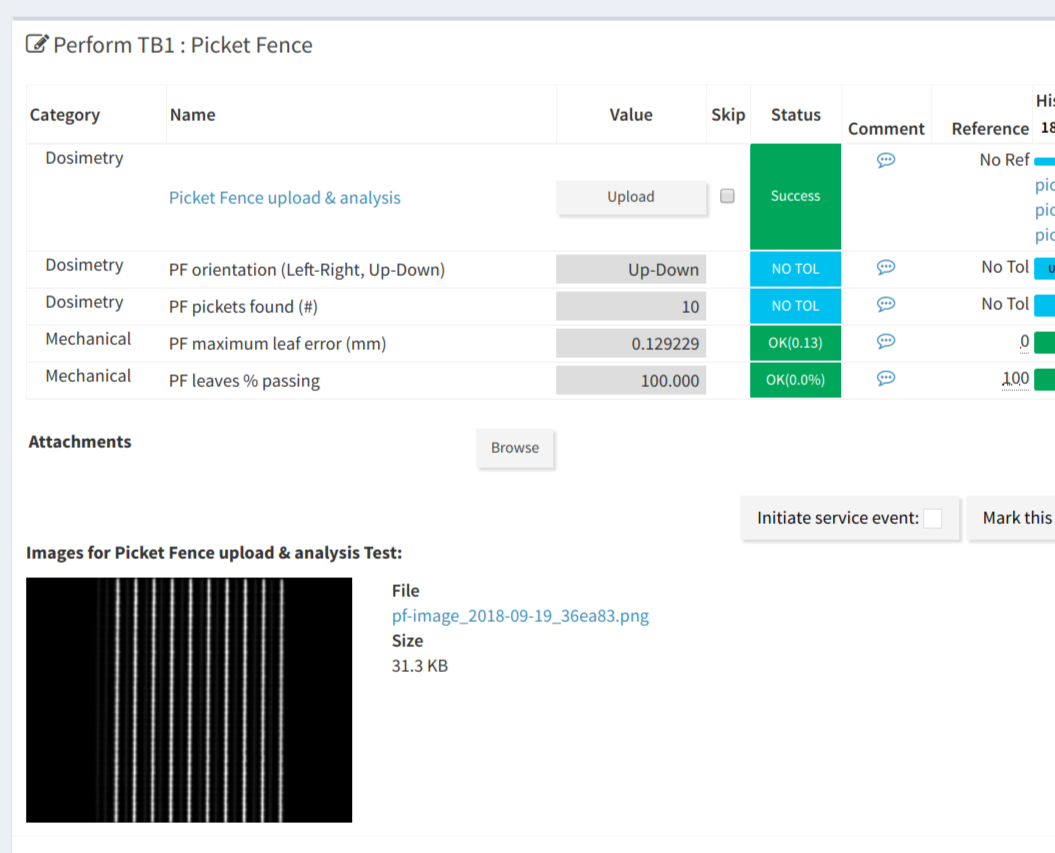 Perform TB1 : Picket Fence
Category Name Value Skip Status Comment Reference
18
Dosimetry Picket Fence upload & analysis Upload Success No Ref
Dosimetry PF orientation (Left-Right, Up-Down) Up-Down NO TOL No Tol
Dosimetry PF pickets found (#) 10 NO TOL No Tol
Mechanical PF maximum leaf error (mm) 0.129229 OK(0.13) 0
Mechanical PF leaves % passing 100.000 OK(0.0%) 100
Attachments Browse
Initiate service event: Mark this
Images for Picket Fence upload & analysis Test:
File
pf-image_2018-09-19_36ea83.png
Size
31.3 KB